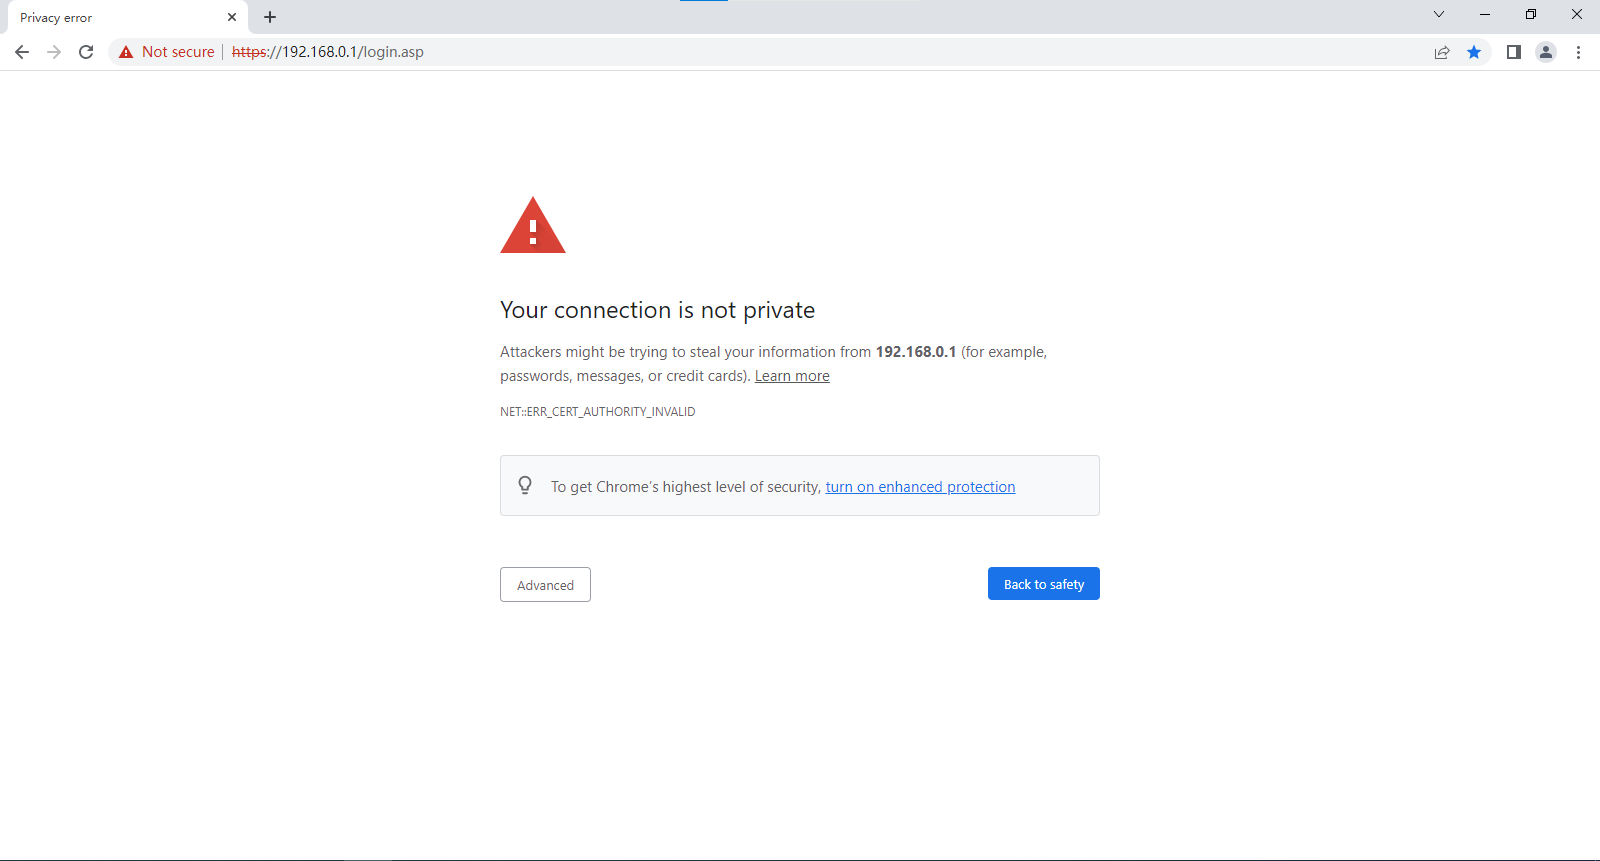 Privacy error
Not secure https://192.168.0.1/login.asp
Your connection is not private
Attackers might be trying to steal your information from 192.168.0.1 (for example,
passwords, messages, or credit cards). Learn more
NET::ERR_CERT_AUTHORITY_INVALID
To get Chrome's highest level of security, turn on enhanced protection
Advanced
Back to safety